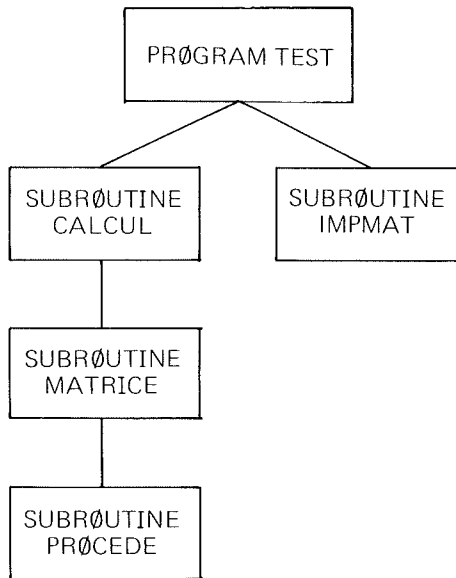 PRØGRAM TEST
SUBRØUTINE
CALCUL
SUBRØUTINE
IMPMAT
SUBRØUTINE
MATRICE
SUBRØUTINE
PRØCEDE